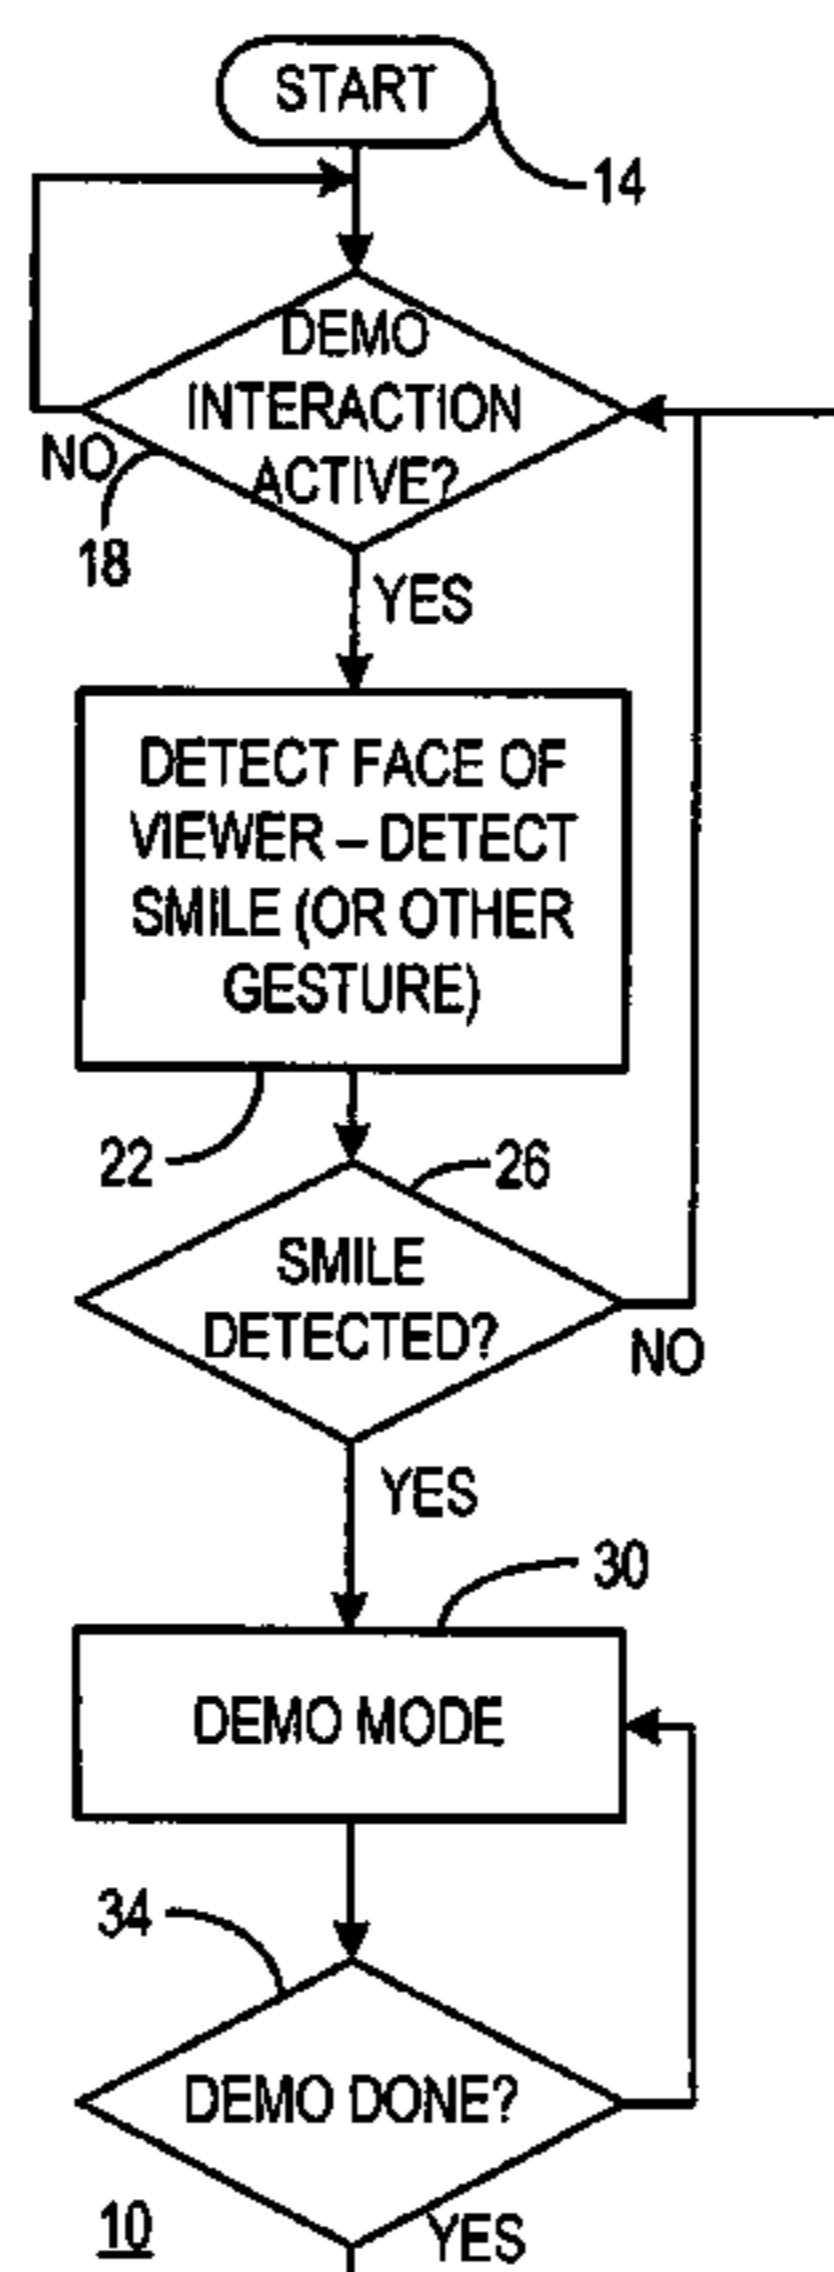 START
14
DEMO
INTERACTION
ACTIVE?
NO
18
YES
DETECT FACE OF
VIEWER – DETECT
SMILE (OR OTHER
GESTURE)
22
26
SMILE
DETECTED?
NO
YES
30
DEMO MODE
34
DEMO DONE?
10
YES